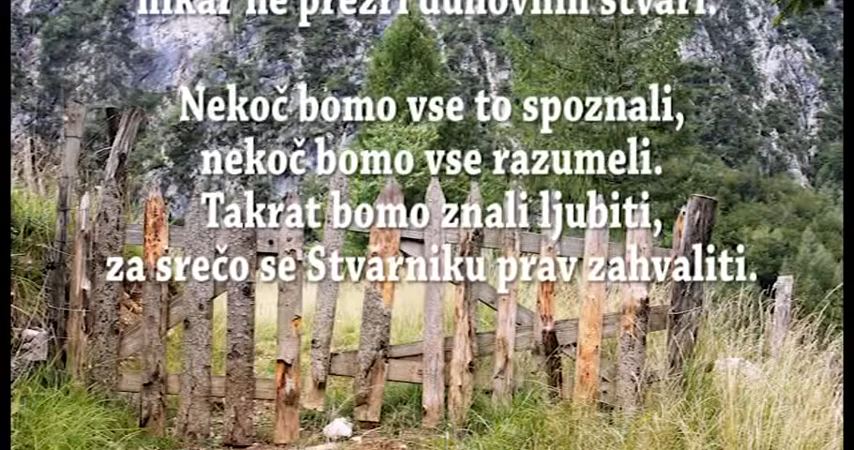 nikar ne prezri duhovnih stvari.
Nekoč bomo vse to spoznali,
nekoč bomo vse razumeli.
Takrat bomo znali ljubiti,
za srečo se Stvarniku prav zahvaliti.